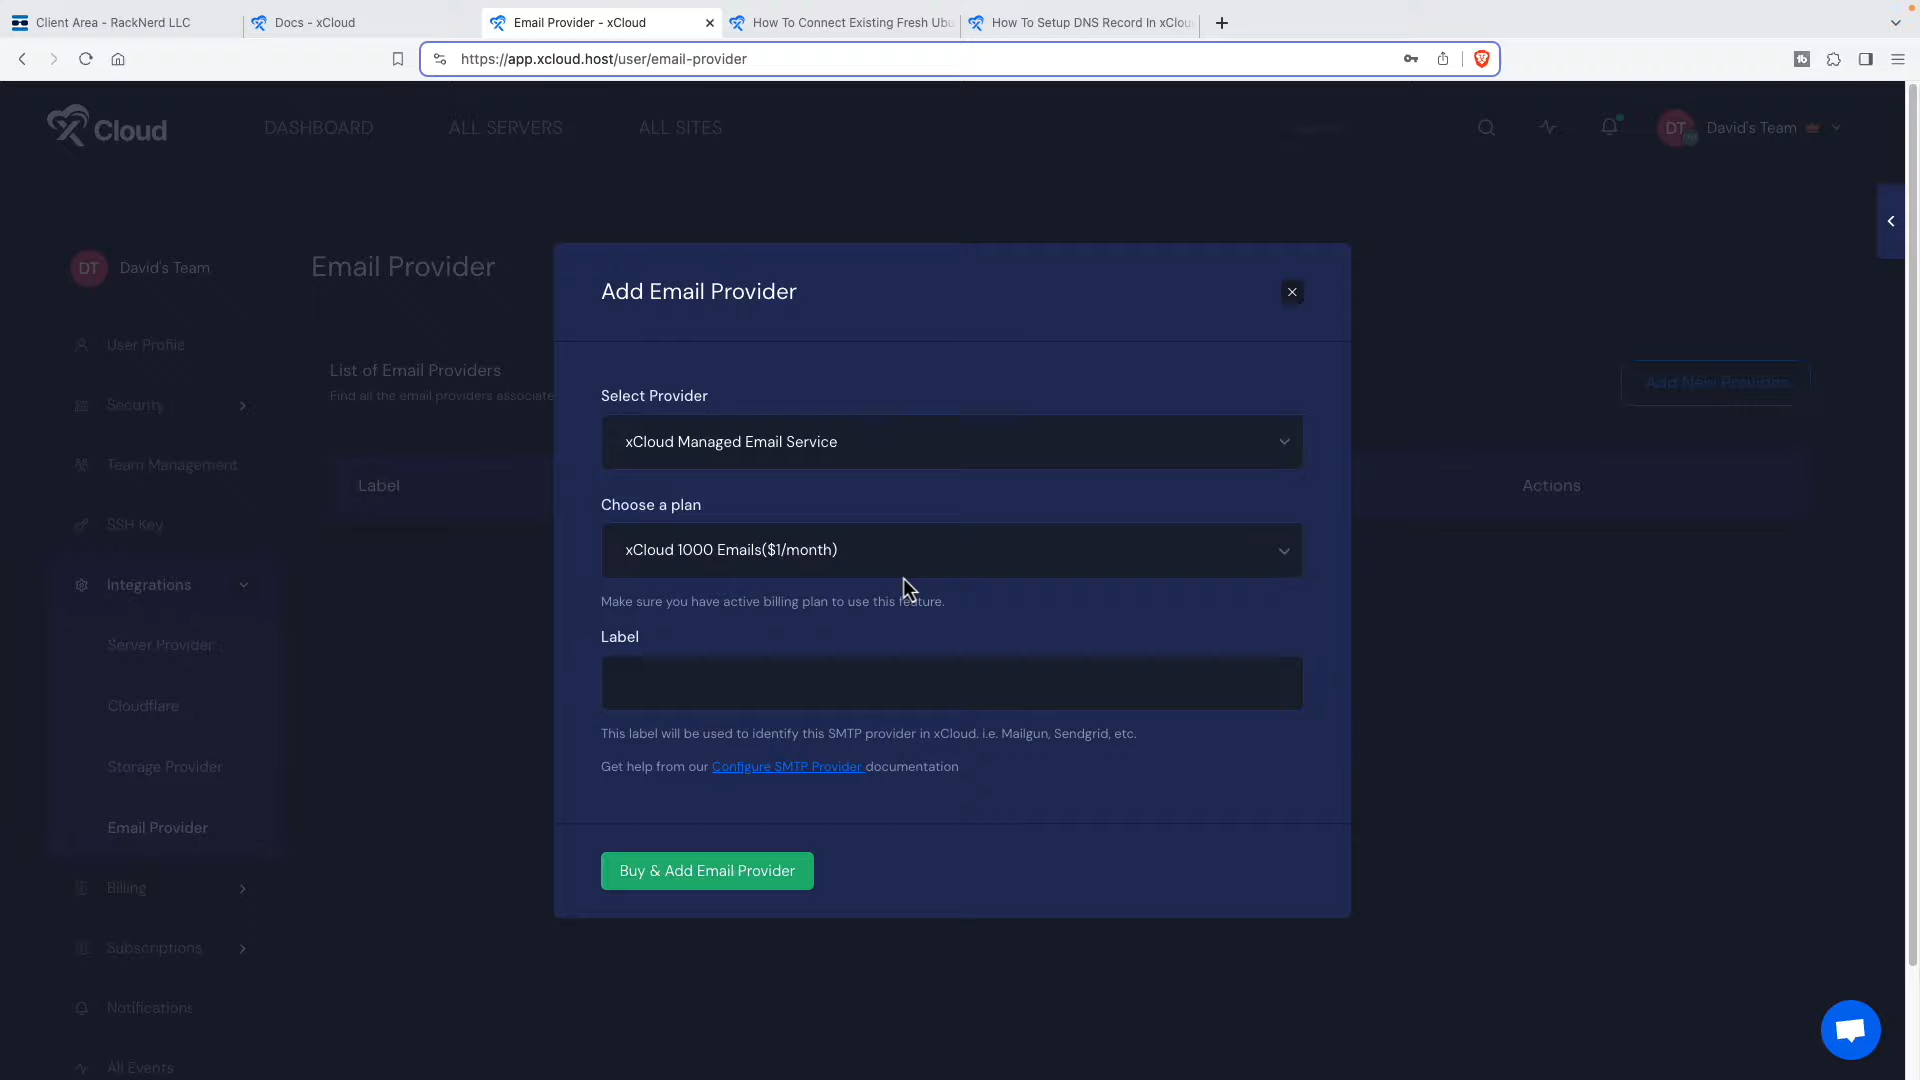 Client Area - RackNerd LLC
Docs - xCloud
Email Provider - xCloud
How To Connect Existing Fresh Ubu
How To Setup DNS Record In xClou
https://app.xcloud.host/user/email-provider
xCloud
DASHBOARD
ALL SERVERS
ALL SITES
DT
David's Team
DT
David's Team
User Profile
Security
Team Management
SSH Key
Integrations
Server Provider
Cloudflare
Storage Provider
Email Provider
Billing
Subscriptions
Notifications
All Events
Email Provider
List of Email Providers
Find all the email providers associate
Add New Provider
Label
Actions
Add Email Provider
Select Provider
xCloud Managed Email Service
Choose a plan
xCloud 1000 Emails($1/month)
Make sure you have active billing plan to use this feature.
Label
This label will be used to identify this SMTP provider in xCloud. i.e. Mailgun, Sendgrid, etc.
Get help from our Configure SMTP Provider documentation
Buy & Add Email Provider